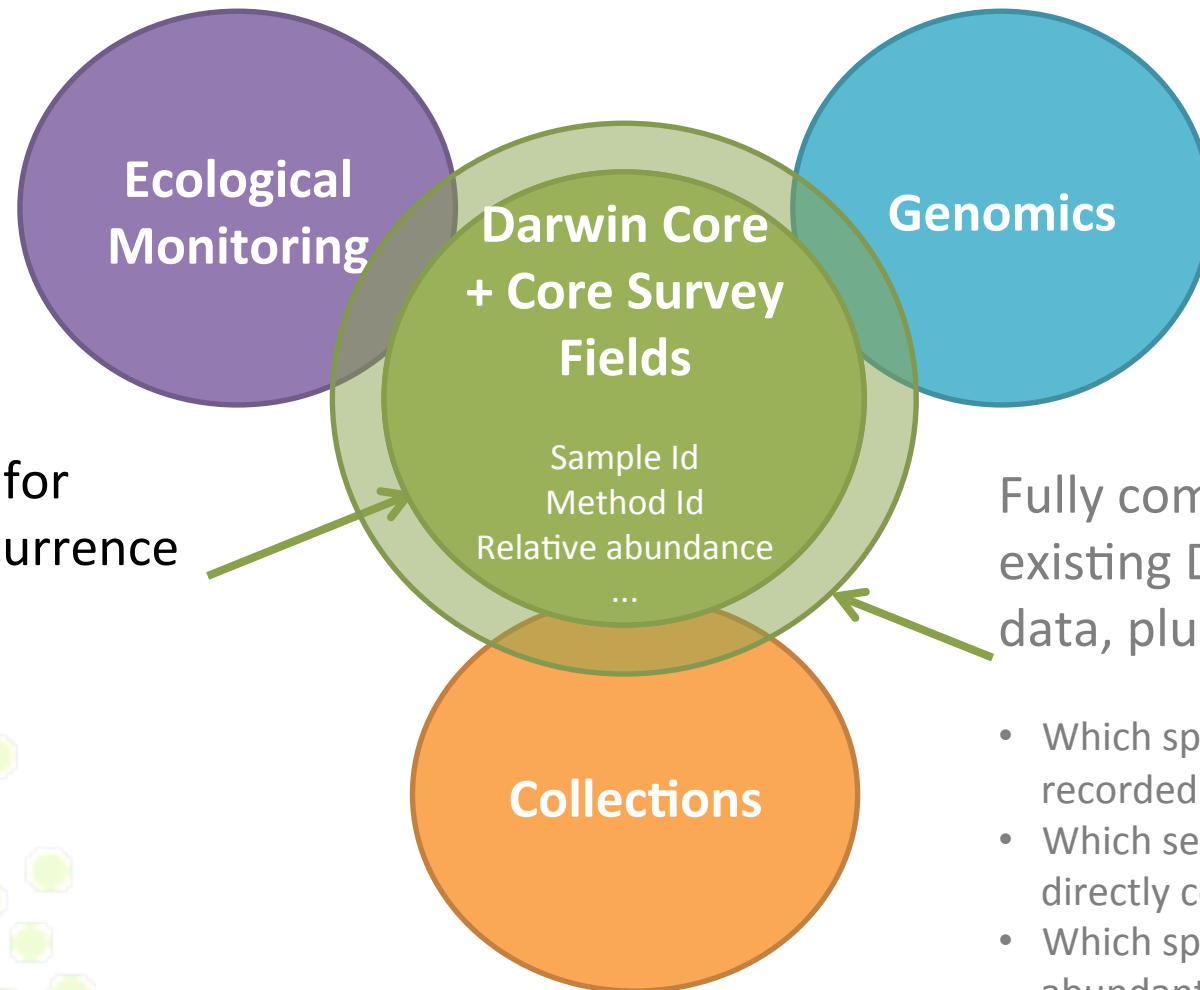 Ecological
Monitoring
Genomics
Darwin Core
+ Core Survey
Fields
Sample Id
Method Id
Relative abundance
...
for
urrence
Fully com
existing D
data, plu
• Which sp
recorded
• Which se
directly c
• Which sp
abundant
Collections